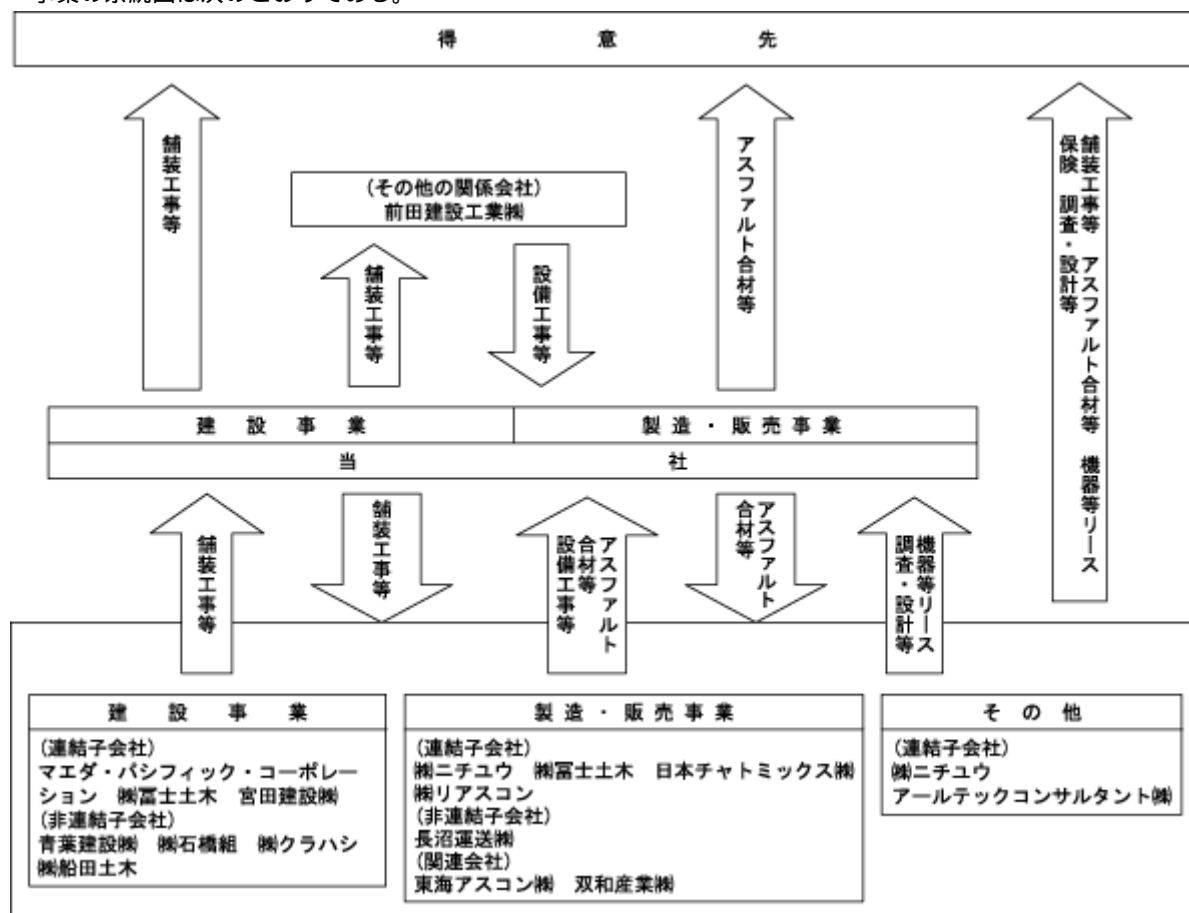 事業の系統図は次のとおりである。
得意先
舗装工事等
(その他の関係会社)
前田建設工業㈱
舗装工事等
設備工事等
アスファルト合材等
舗装工事等 アスファルト合材等 機器等リース
保険 調査・設計等
建設事業
製造・販売事業
当社
舗装工事等
舗装工事等
アスファルト
合材等
設備工事等
アスファルト
合材等
機器等リース
調査・設計等
建設事業
(連結子会社)
マエダ・パシフィック・コーポレー
ション ㈱冨士土木 宮田建設㈱
(非連結子会社)
青葉建設㈱ ㈱石橋組 ㈱クラハシ
㈱船田土木
製造・販売事業
(連結子会社)
㈱ニチユウ ㈱冨士土木 日本チャトミックス㈱
㈱リアスコン
(非連結子会社)
長沼運送㈱
(関連会社)
東海アスコン㈱ 双和産業㈱
その他
(連結子会社)
㈱ニチユウ
アールテックコンサルタント㈱